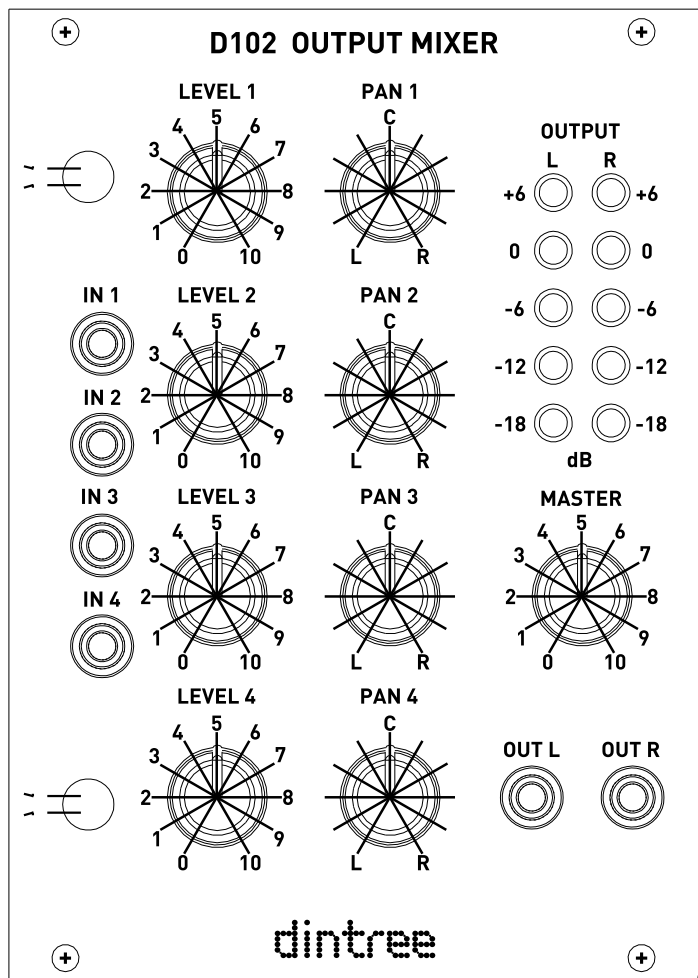 D102 OUTPUT MIXER
LEVEL 1
0 1 2 3 4 5 6 7 8 9 10
PAN 1
L C R
OUTPUT
L R
+6 +6
0 0
-6 -6
-12 -12
-18 -18
dB
IN 1
IN 2
IN 3
IN 4
LEVEL 2
0 1 2 3 4 5 6 7 8 9 10
PAN 2
L C R
LEVEL 3
0 1 2 3 4 5 6 7 8 9 10
PAN 3
L C R
MASTER
0 1 2 3 4 5 6 7 8 9 10
LEVEL 4
0 1 2 3 4 5 6 7 8 9 10
PAN 4
L C R
OUT L OUT R
dintree